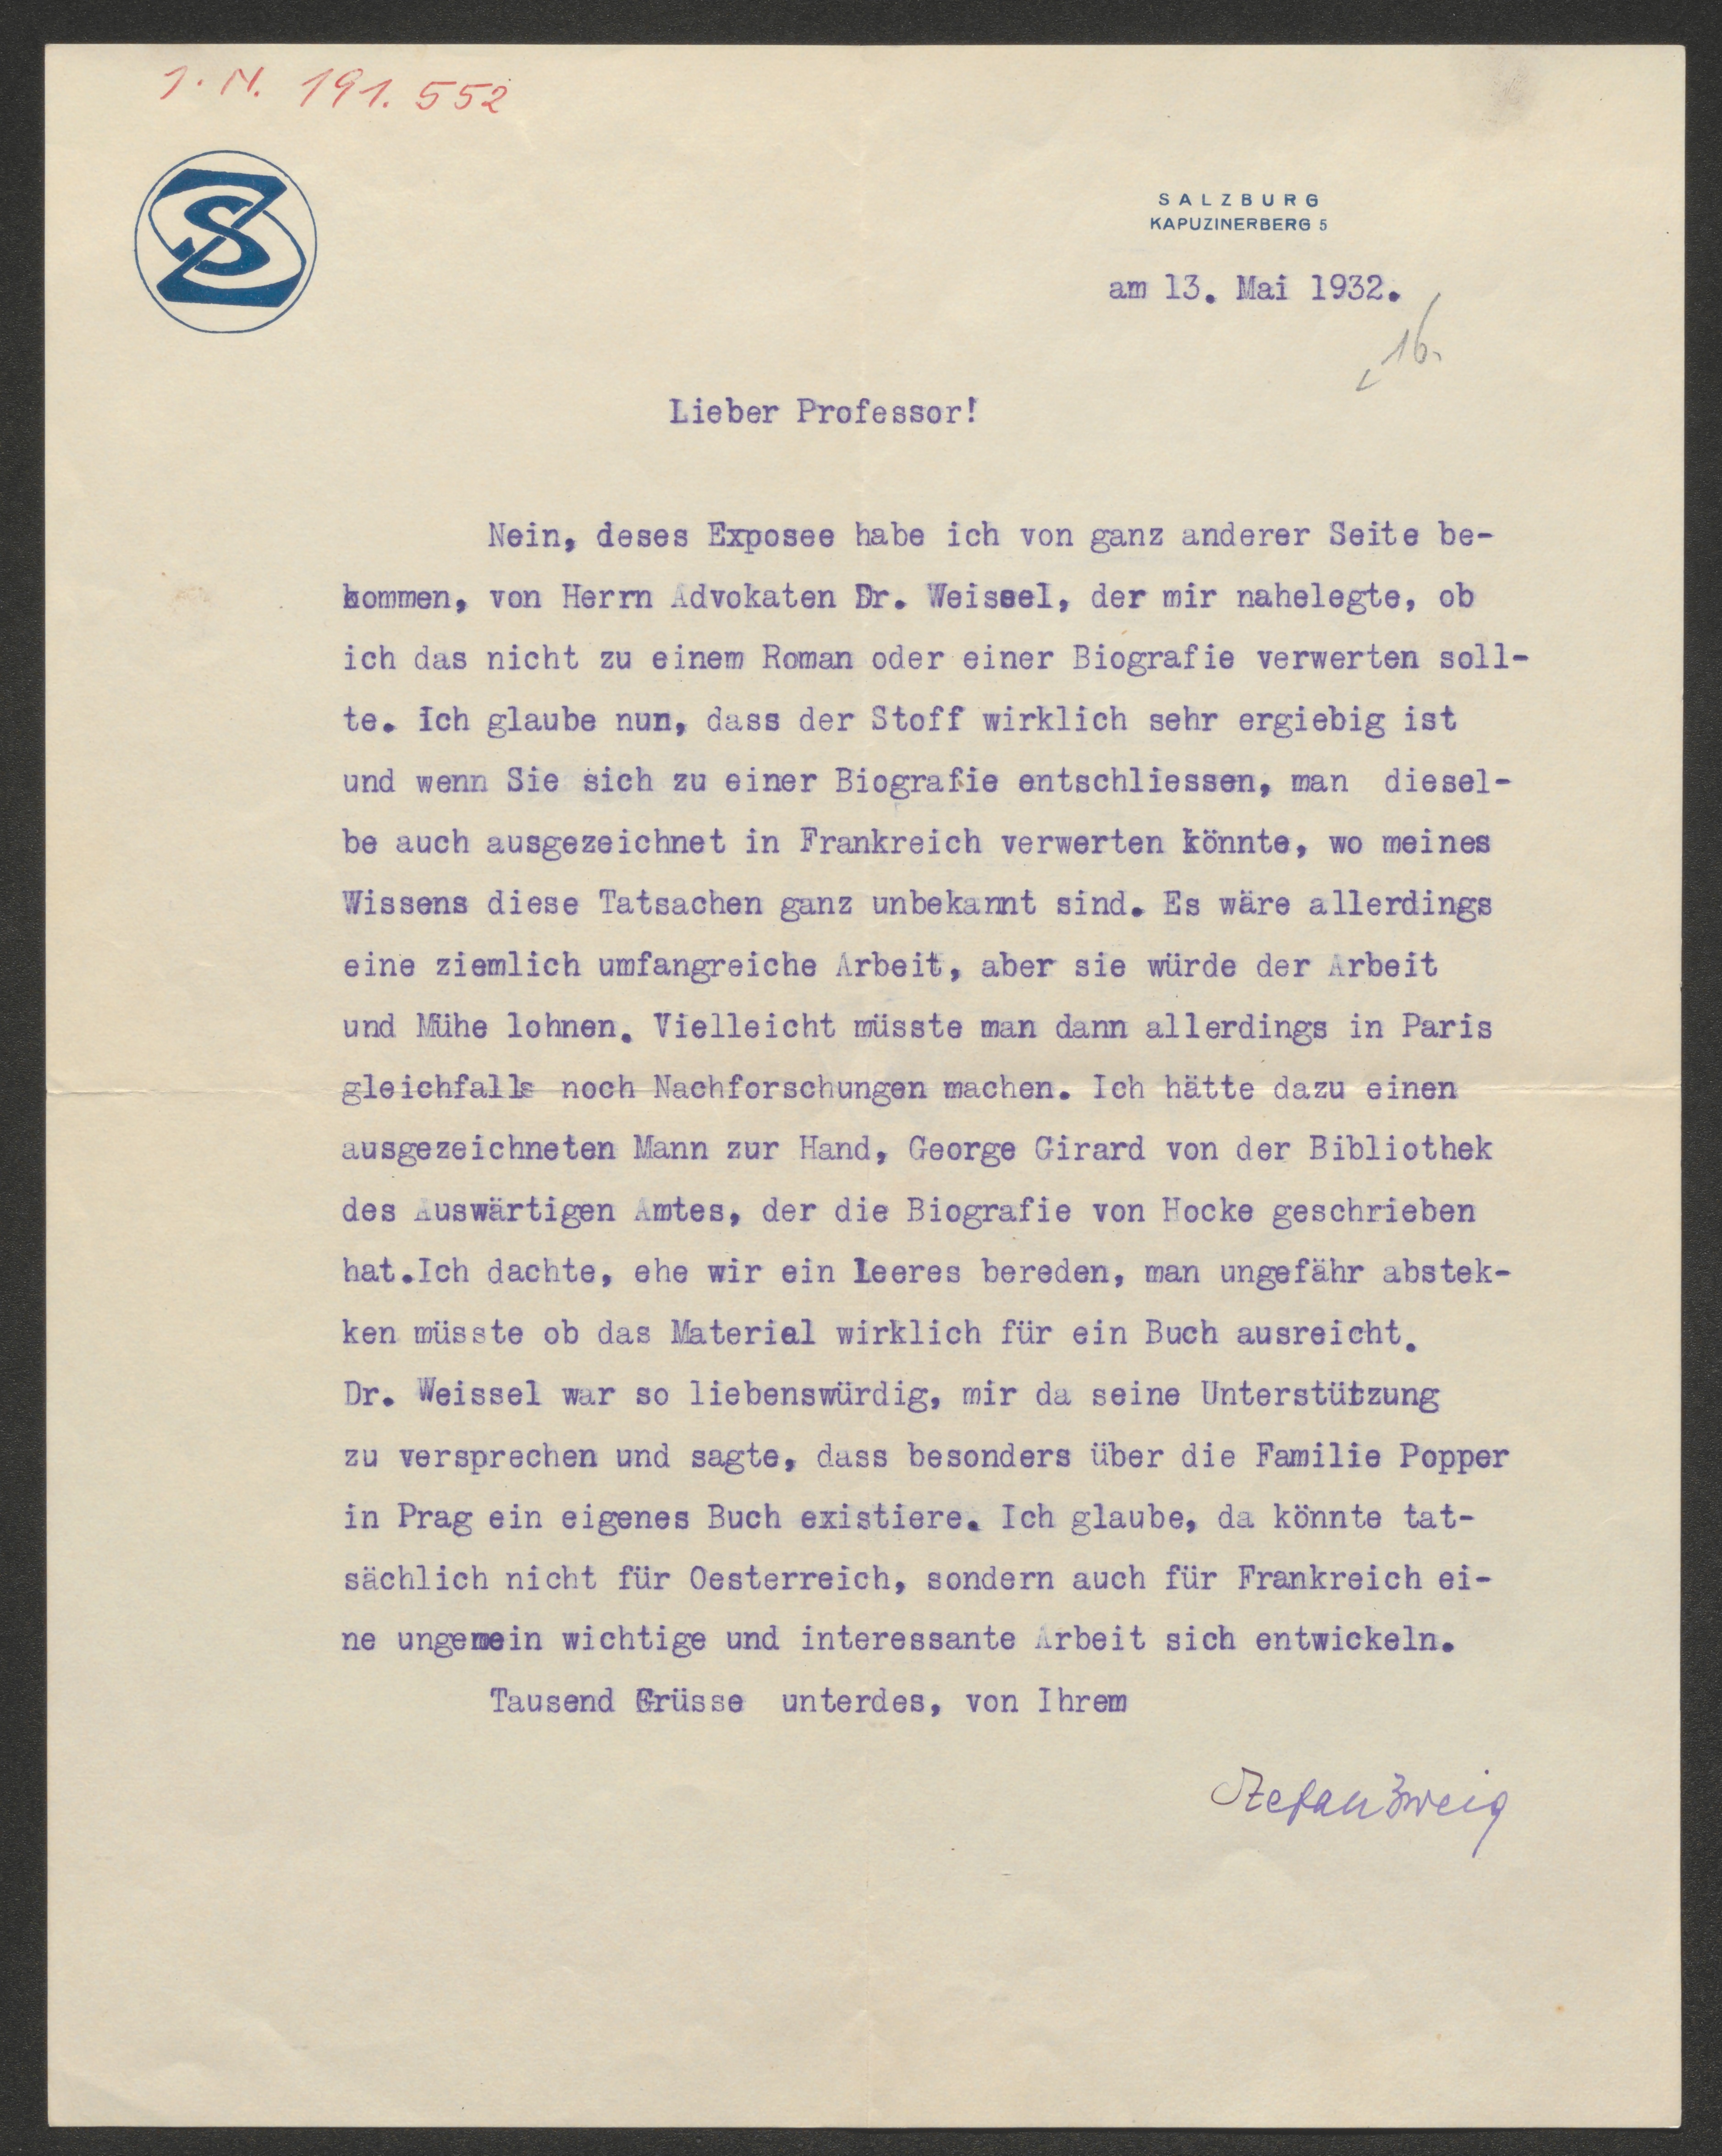 J. N. 191.552
SZ
SALZBURG
KAPUZINERBERG 5
am 13. Mai 1932.
16.
Lieber Professor!
Nein, deses Exposee habe ich von ganz anderer Seite be-
kommen, von Herrn Advokaten Dr. Weissel, der mir nahelegte, ob
ich das nicht zu einem Roman oder einer Biografie verwerten soll-
te. Ich glaube nun, dass der Stoff wirklich sehr ergiebig ist
und wenn Sie sich zu einer Biografie entschliessen, man diesel-
be auch ausgezeichnet in Frankreich verwerten könnte, wo meines
Wissens diese Tatsachen ganz unbekannt sind. Es wäre allerdings
eine ziemlich umfangreiche Arbeit, aber sie würde der Arbeit
und Mühe lohnen. Vielleicht müsste man dann allerdings in Paris
gleichfalls noch Nachforschungen machen. Ich hätte dazu einen
ausgezeichneten Mann zur Hand, George Girard von der Bibliothek
des Auswärtigen Amtes, der die Biografie von Hocke geschrieben
hat.Ich dachte, ehe wir ein Leeres bereden, man ungefähr abstek-
ken müsste ob das Material wirklich für ein Buch ausreicht.
Dr. Weissel war so liebenswürdig, mir da seine Unterstützung
zu versprechen und sagte, dass besonders über die Familie Popper
in Prag ein eigenes Buch existiere. Ich glaube, da könnte tat-
sächlich nicht für Oesterreich, sondern auch für Frankreich ei-
ne ungemein wichtige und interessante Arbeit sich entwickeln.
Tausend Grüsse unterdes, von Ihrem
Stefan Zweig